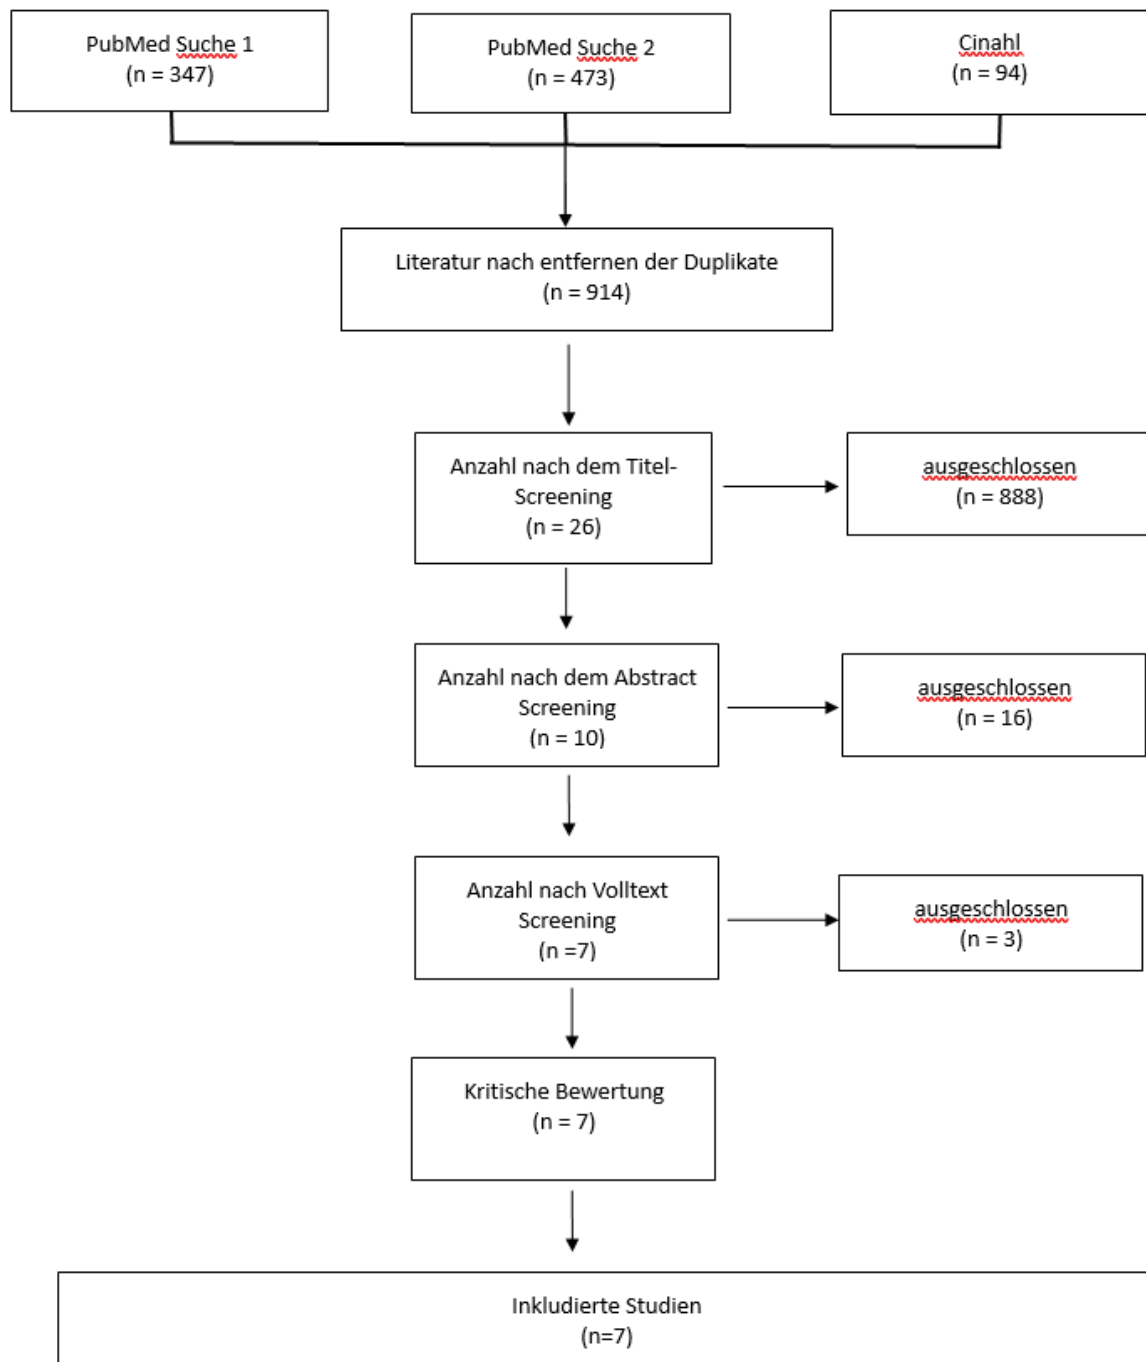 PubMed Suche 1
(n = 347)
PubMed Suche 2
(n = 473)
Cinahl
(n = 94)
Literatur nach entfernen der Duplikate
(n = 914)
Anzahl nach dem Titel-
Screening
(n = 26)
ausgeschlossen
(n = 888)
Anzahl nach dem Abstract
Screening
(n = 10)
ausgeschlossen
(n = 16)
Anzahl nach Volltext
Screening
(n =7)
ausgeschlossen
(n = 3)
Kritische Bewertung
(n = 7)
Inkludierte Studien
(n=7)